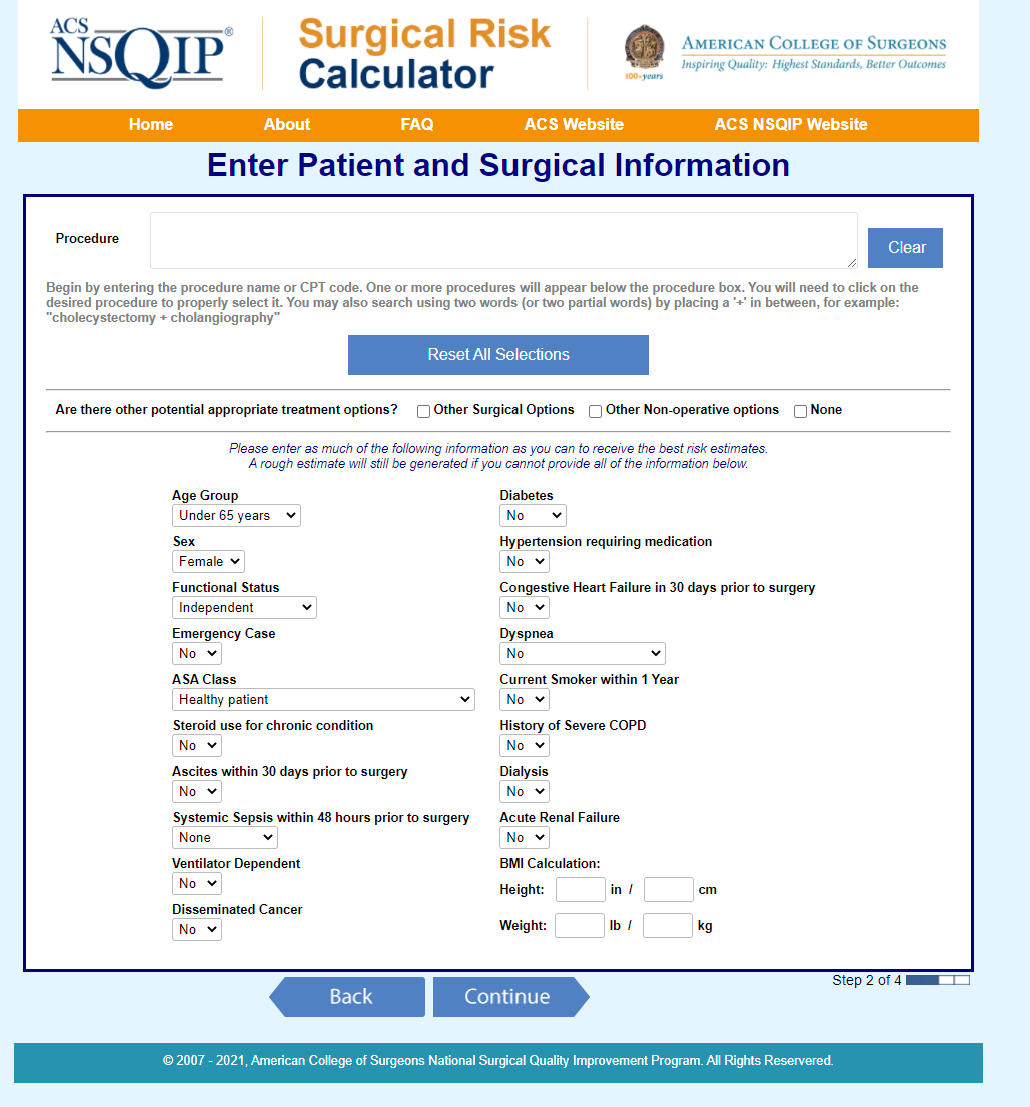 ACS
NSQIP®
Surgical Risk
Calculator
100+years
AMERICAN COLLEGE OF SURGEONS
Inspiring Quality: Highest Standards, Better Outcomes
Home About FAQ ACS Website ACS NSQIP Website
Enter Patient and Surgical Information
Procedure
Clear
Begin by entering the procedure name or CPT code. One or more procedures will appear below the procedure box. You will need to click on the
desired procedure to properly select it. You may also search using two words (or two partial words) by placing a '+' in between, for example:
"cholecystectomy + cholangiography"
Reset All Selections
Are there other potential appropriate treatment options? Other Surgical Options Other Non-operative options None
Please enter as much of the following information as you can to receive the best risk estimates.
A rough estimate will still be generated if you cannot provide all of the information below.
Age Group
Under 65 years
Sex
Female
Functional Status
Independent
Emergency Case
No
ASA Class
Healthy patient
Steroid use for chronic condition
No
Ascites within 30 days prior to surgery
No
Systemic Sepsis within 48 hours prior to surgery
None
Ventilator Dependent
No
Disseminated Cancer
No
Diabetes
No
Hypertension requiring medication
No
Congestive Heart Failure in 30 days prior to surgery
No
Dyspnea
No
Current Smoker within 1 Year
No
History of Severe COPD
No
Dialysis
No
Acute Renal Failure
No
BMI Calculation:
Height: in / cm
Weight: lb / kg
Back
Continue
Step 2 of 4
© 2007 - 2021, American College of Surgeons National Surgical Quality Improvement Program. All Rights Reservered.